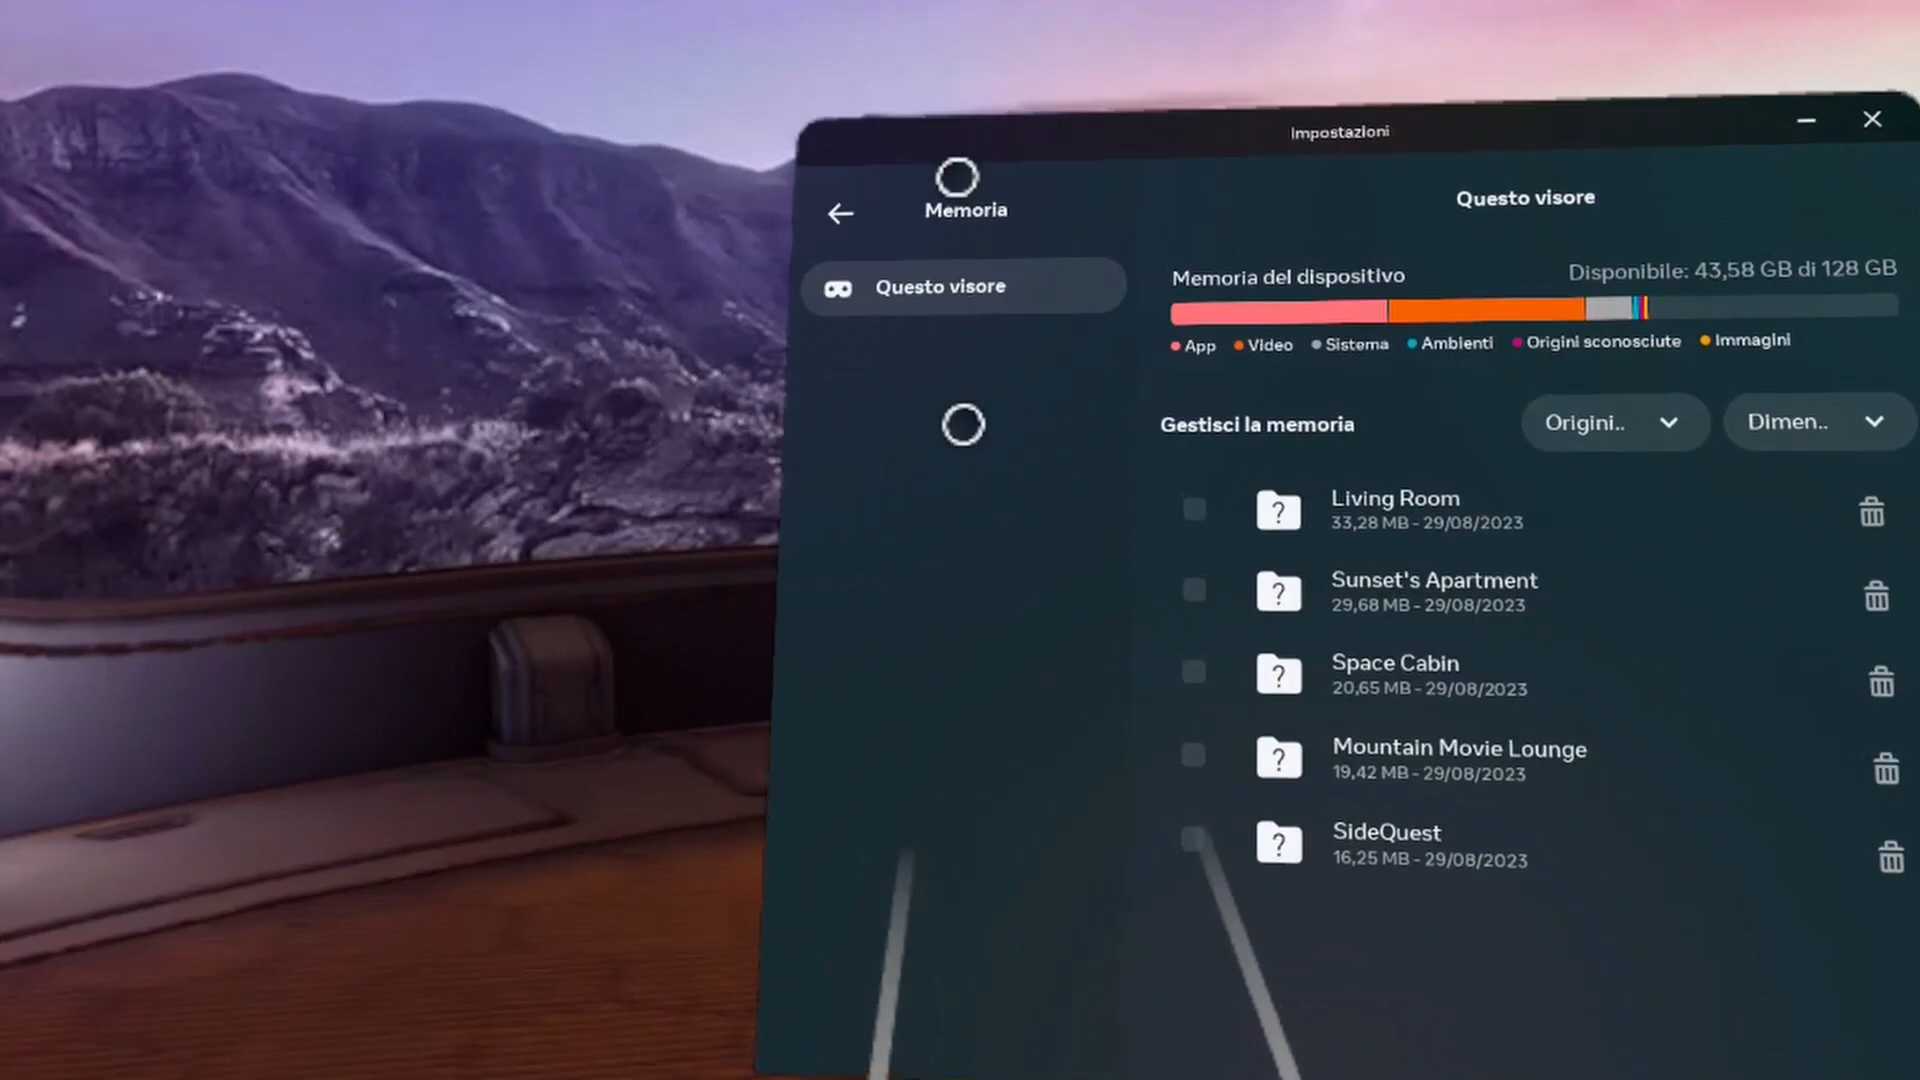 Impostazioni
Memoria
Questo visore
Questo visore
Memoria del dispositivo
Disponibile: 43,58 GB di 128 GB
App
Video
Sistema
Ambienti
Origini sconosciute
Immagini
Gestisci la memoria
Origini..
Dimen..
Living Room
33,28 MB - 29/08/2023
?
Sunset's Apartment
29,68 MB - 29/08/2023
?
Space Cabin
20,65 MB - 29/08/2023
?
Mountain Movie Lounge
19,42 MB - 29/08/2023
?
SideQuest
16,25 MB - 29/08/2023
?